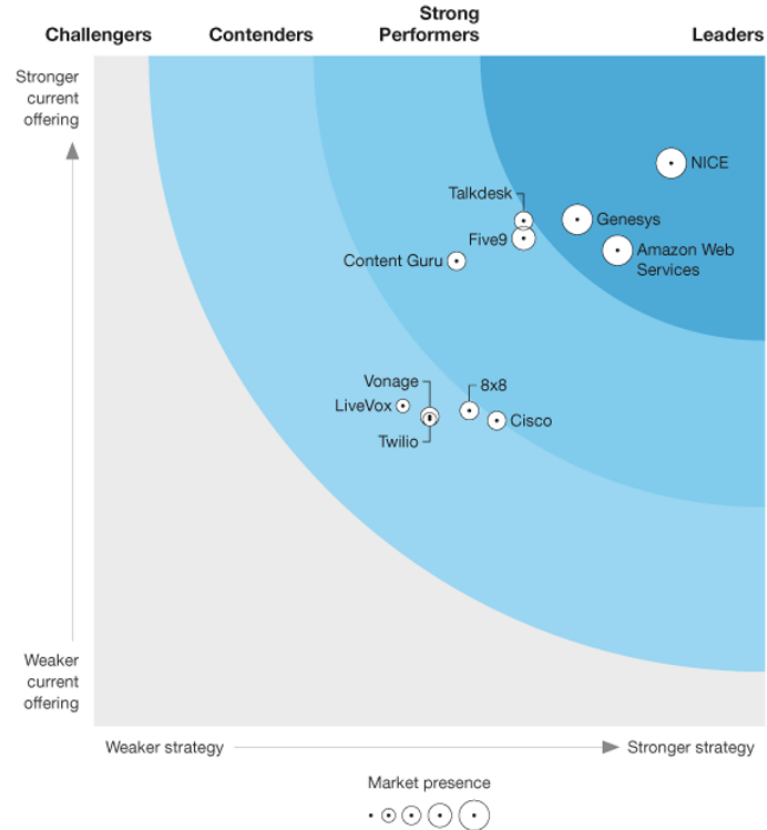 Challengers
Contenders
Strong
Performers
Leaders
Stronger
current
offering
NICE
Talkdesk
Genesys
Five9
Amazon Web
Services
Content Guru
Vonage
8x8
LiveVox
Cisco
Twilio
Weaker
current
offering
Weaker strategy
Stronger strategy
Market presence